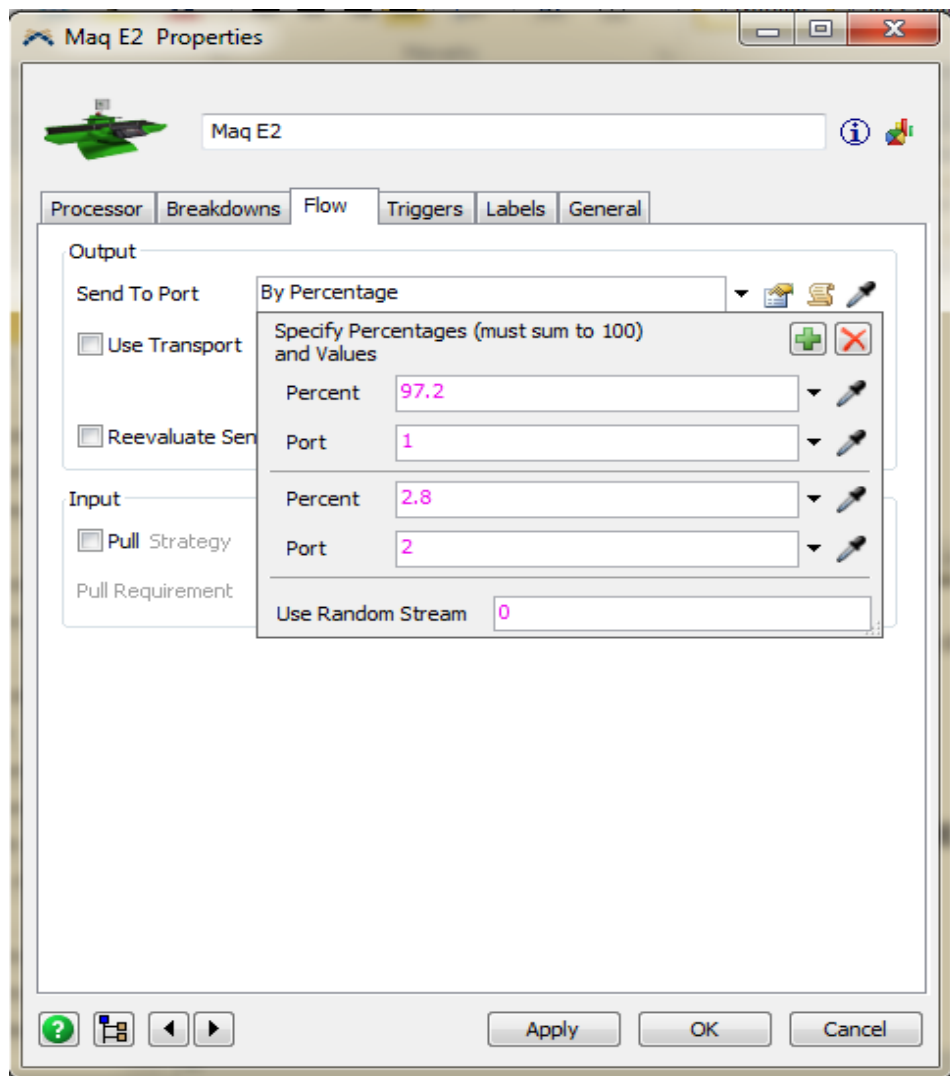 Maq E2 Properties
Maq E2
Processor Breakdowns Flow Triggers Labels General
Output
Send To Port By Percentage
Use Transport
Specify Percentages (must sum to 100)
and Values
Percent 97.2
Reevaluate Sen
Port 1
Input
Percent 2.8
Pull Strategy
Port 2
Pull Requirement
Use Random Stream 0
Apply OK Cancel